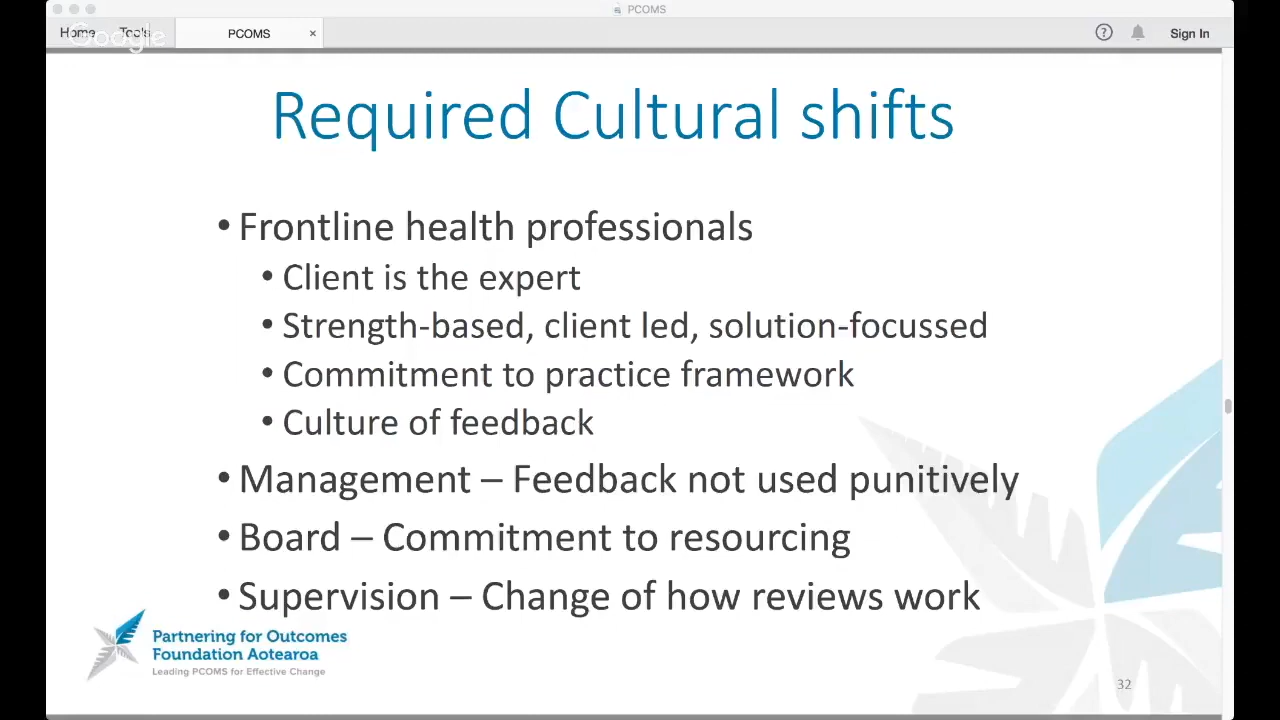 PCOMS
Home Tools PCOMS × ? Sign In
Google
Required Cultural shifts
• Frontline health professionals
• Client is the expert
• Strength-based, client led, solution-focussed
• Commitment to practice framework
• Culture of feedback
• Management – Feedback not used punitively
• Board – Commitment to resourcing
• Supervision – Change of how reviews work
Partnering for Outcomes
Foundation Aotearoa
Leading PCOMS for Effective Change
32